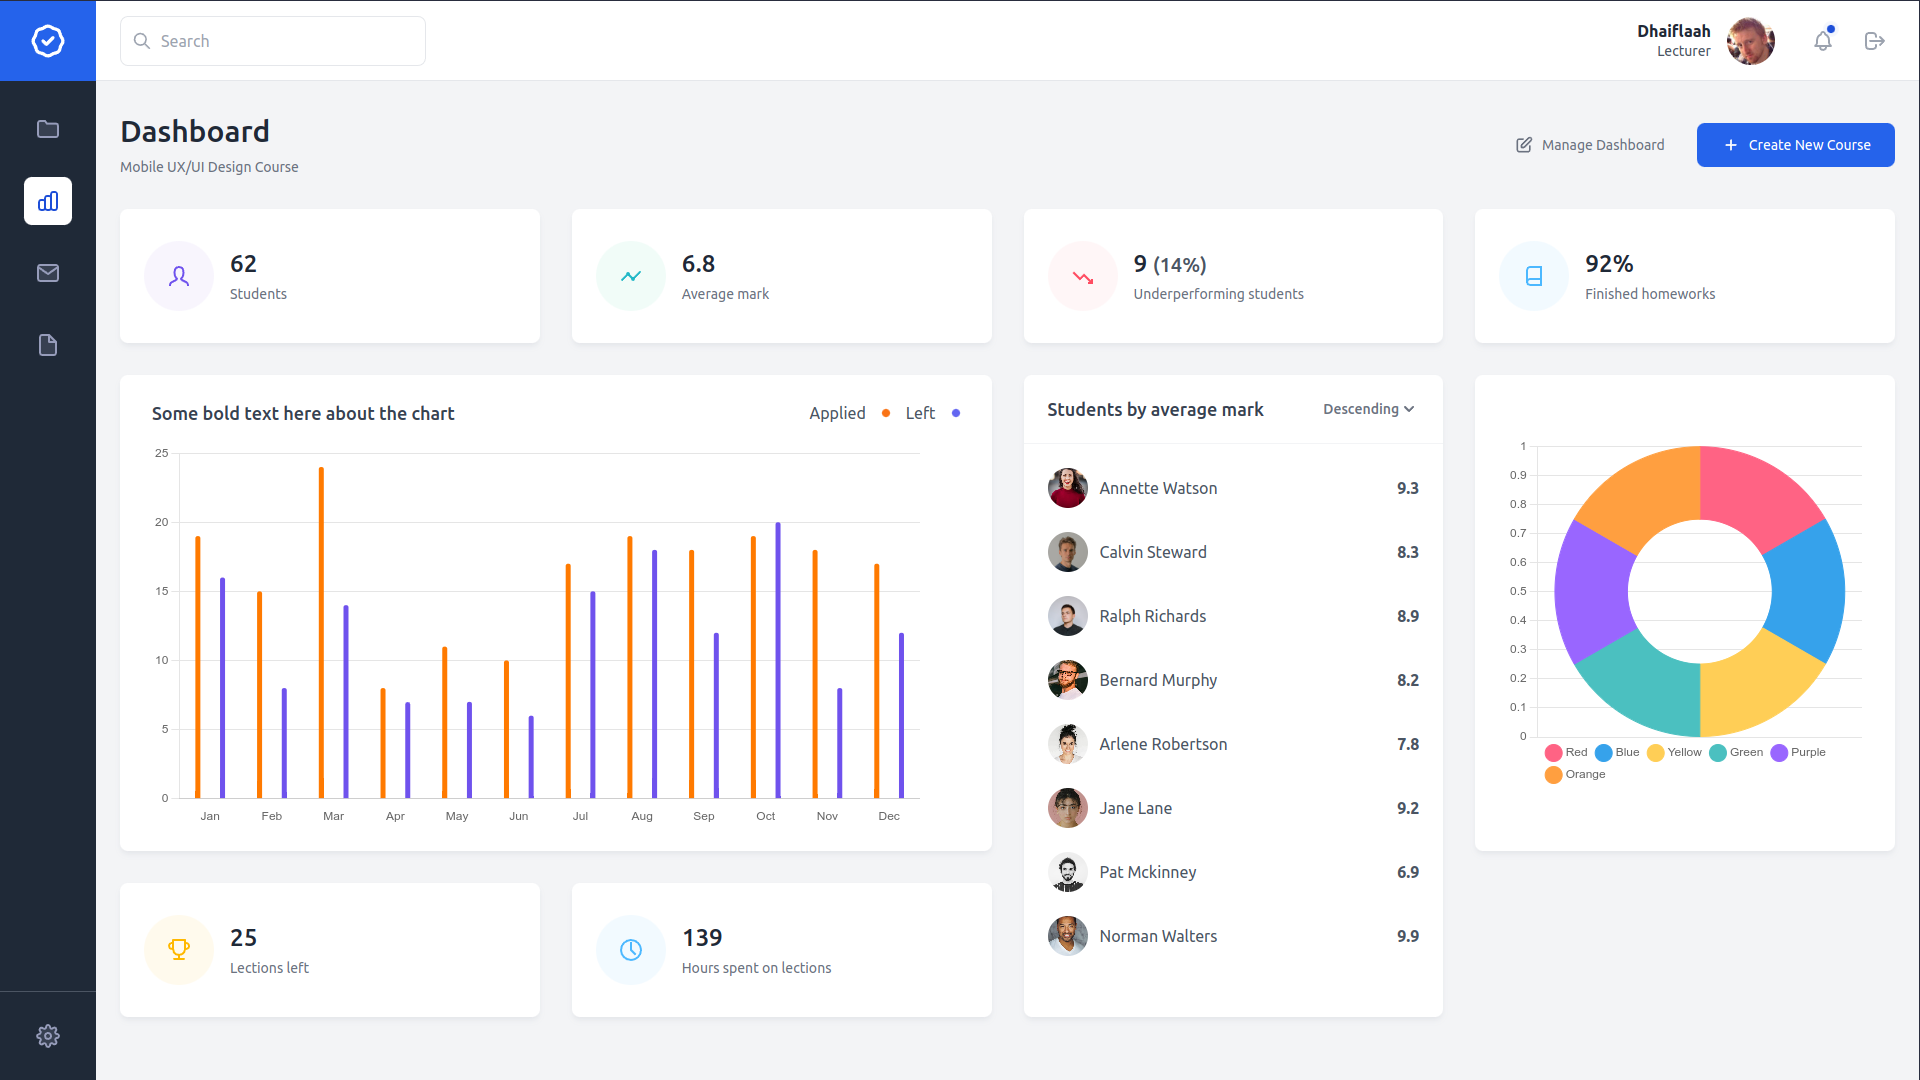 Search
Dhaiflaah
Lecturer
Dashboard
Mobile UX/UI Design Course
Manage Dashboard
Create New Course
62
Students
6.8
Average mark
9 (14%)
Underperforming students
92%
Finished homeworks
Some bold text here about the chart
Applied
Left
25
20
15
10
5
0
Jan Feb Mar Apr May Jun Jul Aug Sep Oct Nov Dec
Students by average mark
Descending
Annette Watson 9.3
Calvin Steward 8.3
Ralph Richards 8.9
Bernard Murphy 8.2
Arlene Robertson 7.8
Jane Lane 9.2
Pat Mckinney 6.9
Norman Walters 9.9
1
0.9
0.8
0.7
0.6
0.5
0.4
0.3
0.2
0.1
0
Red Blue Yellow Green Purple
Orange
25
Lections left
139
Hours spent on lections